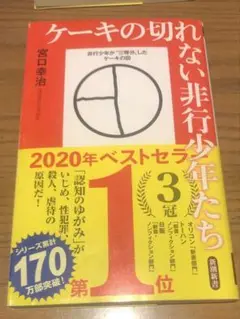 ケーキの切れない非行少年たち
宮口幸治
非行少年が"三等分"した
ケーキの図
2020年ベストセラー
第1位
3冠
「認知のゆがみ」が
いじめ、性犯罪、
殺人、虐待の
原因だ!
シリーズ累計
170
万部突破!
新潮新書